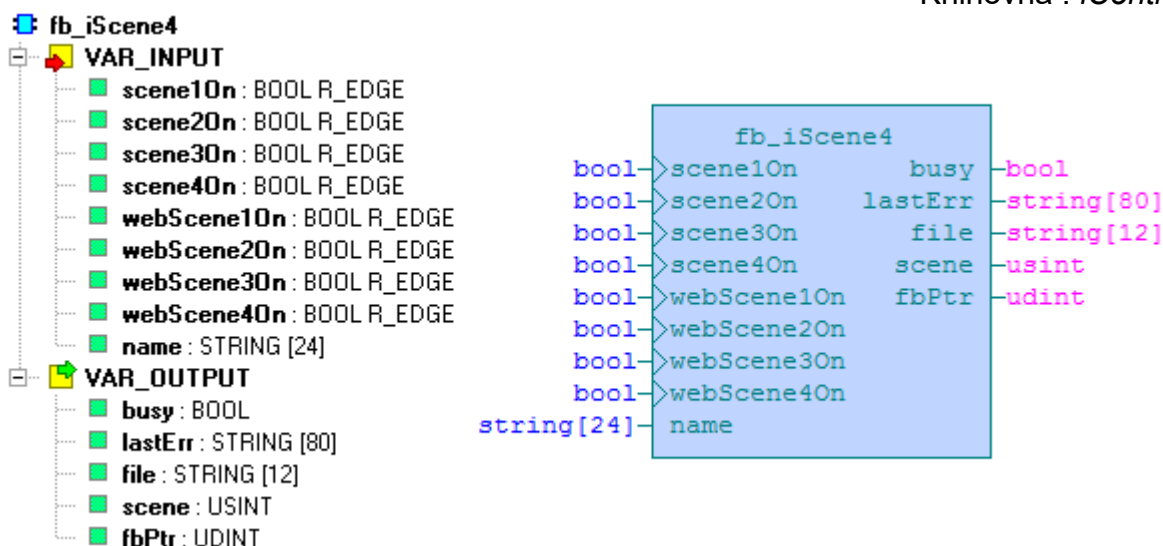 Knihovna :
fb_iScene4
VAR_INPUT
scene1On : BOOL R_EDGE
scene2On : BOOL R_EDGE
scene3On : BOOL R_EDGE
scene4On : BOOL R_EDGE
webScene1On : BOOL R_EDGE
webScene2On : BOOL R_EDGE
webScene3On : BOOL R_EDGE
webScene4On : BOOL R_EDGE
name : STRING [24]
VAR_OUTPUT
busy : BOOL
lastErr : STRING [80]
file : STRING [12]
scene : USINT
fbPtr : UDINT
fb_iScene4
bool scene1On busy bool
bool scene2On lastErr string[80]
bool scene3On file string[12]
bool scene4On scene usint
bool webScene1On fbPtr udint
bool webScene2On
bool webScene3On
bool webScene4On
string[24] name